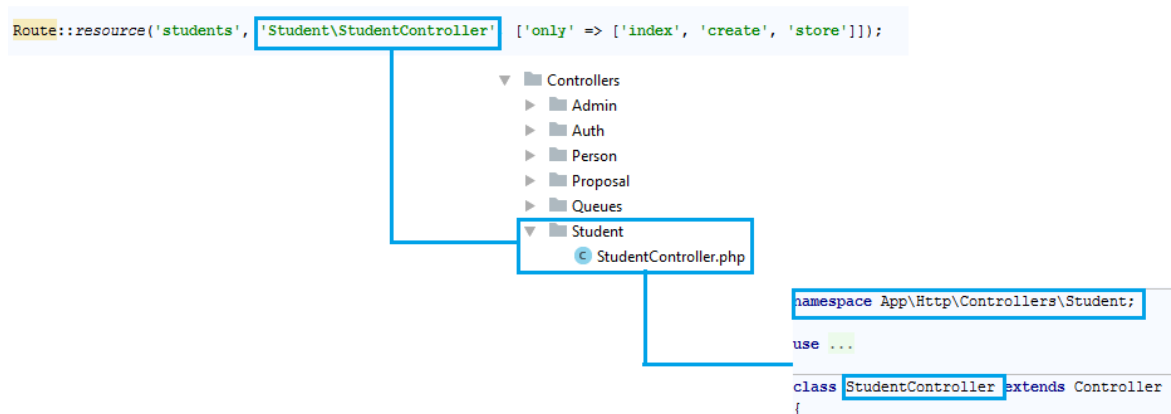 Route::resource('students', 'Student\StudentController' ['only' => ['index', 'create', 'store']]);
Controllers
Admin
Auth
Person
Proposal
Queues
Student
C StudentController.php
namespace App\Http\Controllers\Student;
use ...
class StudentController extends Controller
{